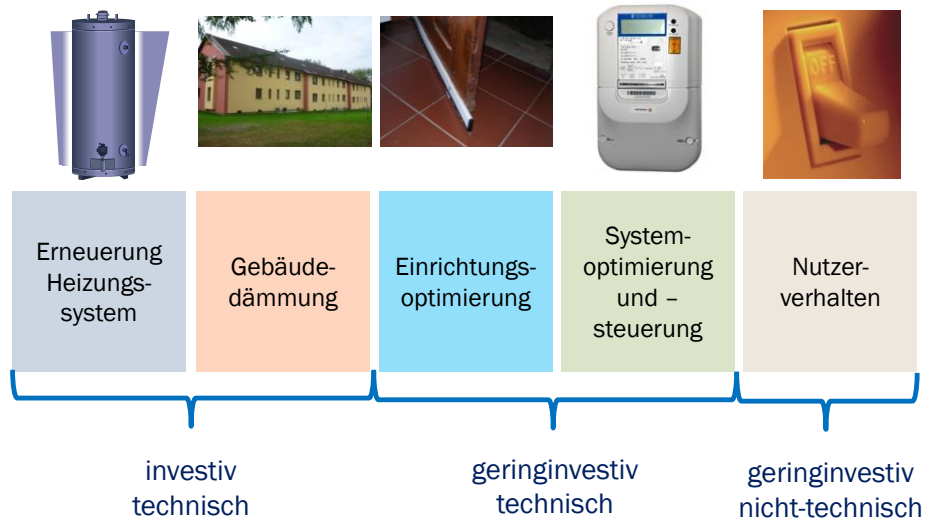 OFF
Erneuerung
Heizungs-
system
Gebäude-
dämmung
Einrichtungs-
optimierung
System-
optimierung
und –
steuerung
Nutzer-
verhalten
investiv
technisch
geringinvestiv
technisch
geringinvestiv
nicht-technisch